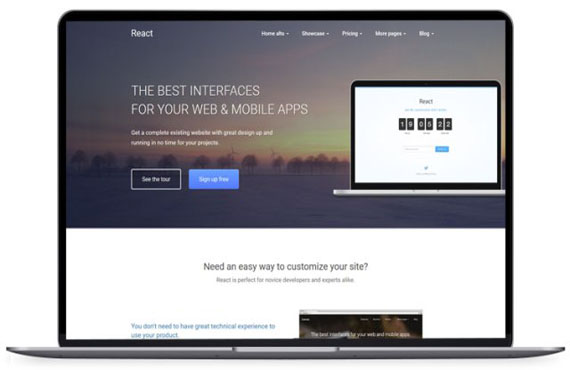 React
Home alts
Showcase
Pricing
More pages
Blog
THE BEST INTERFACES
FOR YOUR WEB & MOBILE APPS
Get a complete existing website with great design up and
running in no time for your projects.
See the tour
Sign up free
React
19 05 22
Need an easy way to customize your site?
React is perfect for novice developers and experts alike.
You don't need to have great technical experience to
use your product.
The best interfaces for your web and mobile apps